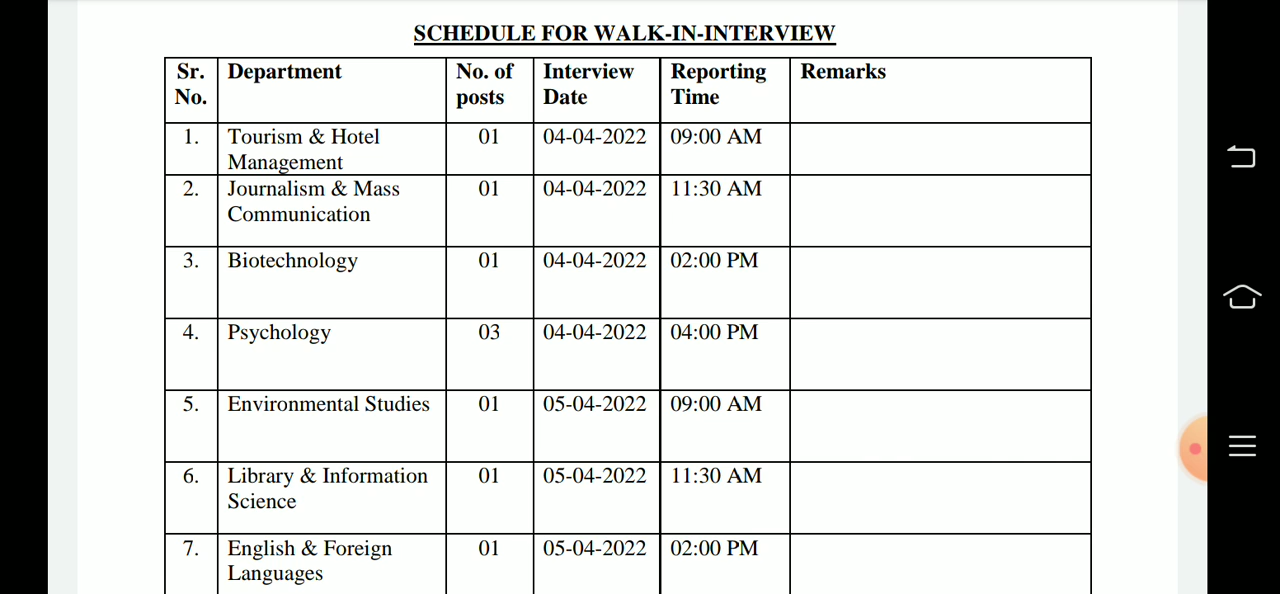 SCHEDULE FOR WALK-IN-INTERVIEW
Sr. No. Department No. of posts Interview Date Reporting Time Remarks
1. Tourism & Hotel Management 01 04-04-2022 09:00 AM
2. Journalism & Mass Communication 01 04-04-2022 11:30 AM
3. Biotechnology 01 04-04-2022 02:00 PM
4. Psychology 03 04-04-2022 04:00 PM
5. Environmental Studies 01 05-04-2022 09:00 AM
6. Library & Information Science 01 05-04-2022 11:30 AM
7. English & Foreign Languages 01 05-04-2022 02:00 PM